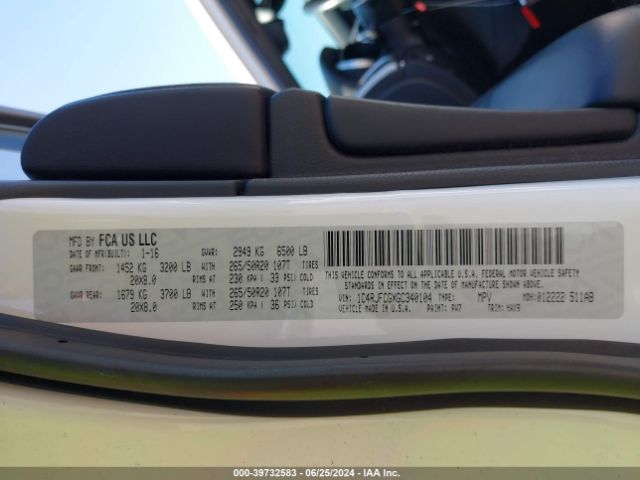 MFD BY FCA US LLC
DATE OF MFR(BUILT): 1-16 GVWR: 2949 KG 6500 LB
GAWR FRONT: 1452 KG 3200 LB WITH 265/50R20 107T TIRES
20X8.0 RIMS AT 230 KPA ( 33 PSI) COLD
GAWR REAR: 1679 KG 3700 LB WITH 265/50R20 107T TIRES
20X8.0 RIMS AT 250 KPA ( 36 PSI) COLD
THIS VEHICLE CONFORMS TO ALL APPLICABLE U.S.A. FEDERAL MOTOR VEHICLE SAFETY
STANDARDS IN EFFECT ON THE DATE OF MANUFACTURE SHOWN ABOVE.
VIN: 1C4RJFCGXGC340104 TYPE: MPV MDH: 012222 511AB
VEHICLE MADE IN U.S.A. PAINT: PW7 TRIM: HAX9
000-39732583 - 06/25/2024 - IAA Inc.